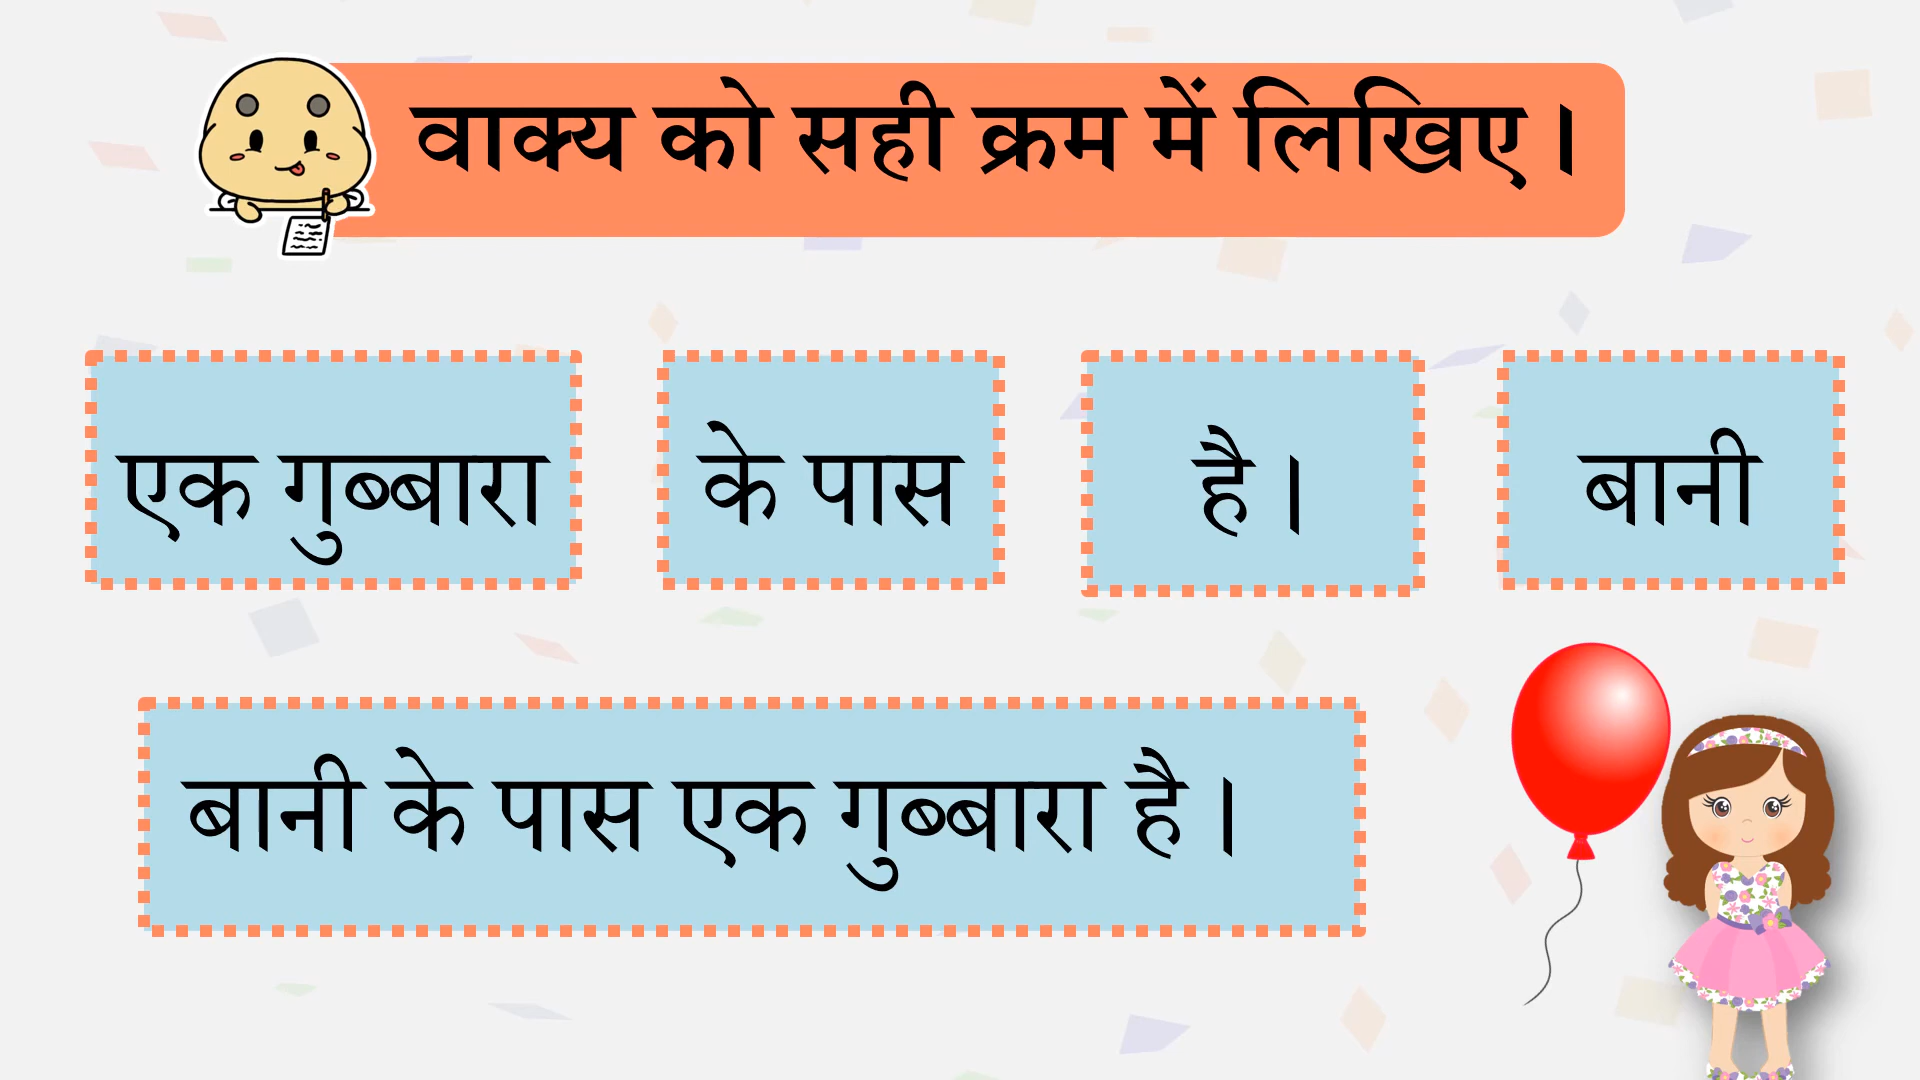 वाक्य को सही क्रम में लिखिए।
एक गुब्बारा के पास है। बानी
बानी के पास एक गुब्बारा है।